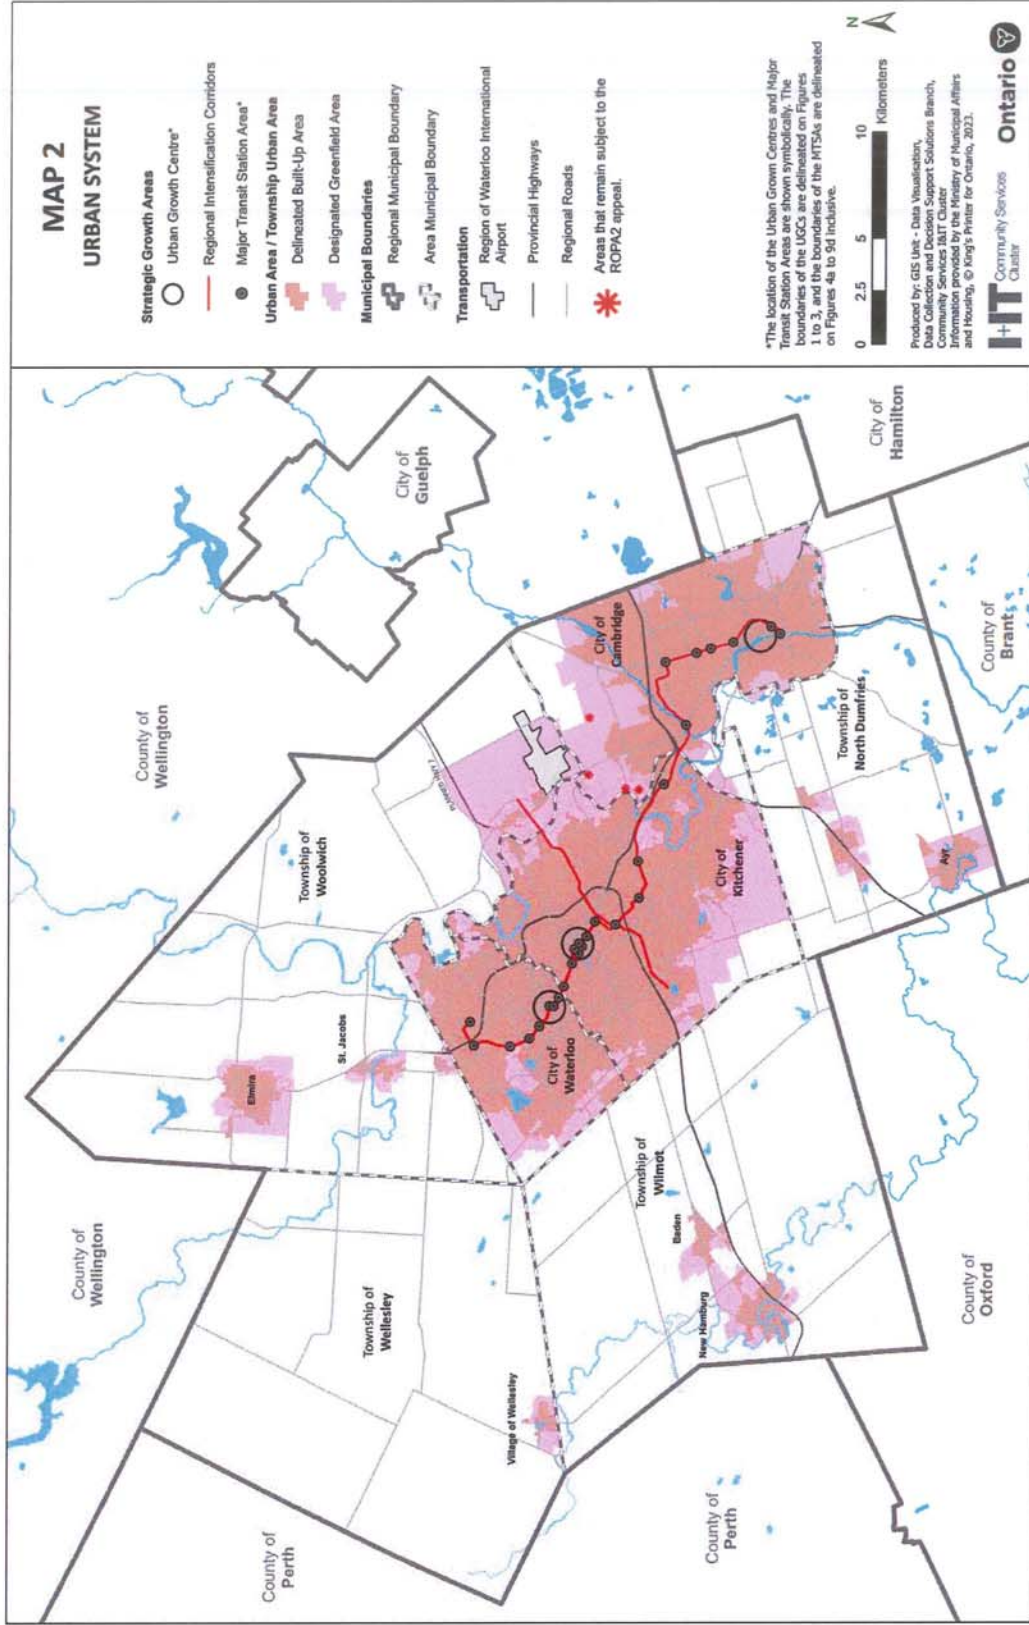 MAP 2
URBAN SYSTEM
Strategic Growth Areas
Urban Growth Centre*
Regional Intensification Corridors
Major Transit Station Area*
Urban Area / Township Urban Area
Delineated Built-Up Area
Designated Greenfield Area
Municipal Boundaries
Regional Municipal Boundary
Area Municipal Boundary
Transportation
Region of Waterloo International
Airport
Provincial Highways
Regional Roads
Areas that remain subject to the
ROPA2 appeal.
*The location of the Urban Grown Centres and Major
Transit Station Areas are shown symbolically. The
boundaries of the UGCs are delineated on Figures
1 to 3, and the boundaries of the MTSAs are delineated
on Figures 4a to 9d inclusive.
0 2.5 5 10
Kilometers
N
Produced by: GIS Unit - Data Visualisation,
Data Collection and Decision Support Solutions Branch,
Community Services I&IT Cluster
Information provided by the Ministry of Municipal Affairs
and Housing, © King's Printer for Ontario, 2023.
I+IT
Community Services
Cluster
Ontario
County of
Wellington
County of
Wellington
City of
Guelph
Township of
Woolwich
Elmira
St. Jacobs
Township of
Wellesley
Village of Wellesley
County of
Perth
County of
Perth
City of
Waterloo
City of
Kitchener
City of
Cambridge
Township of
Wilmot
Baden
New Hamburg
Township of
North Dumfries
Ayr
City of
Hamilton
County of
Brant
County of
Oxford